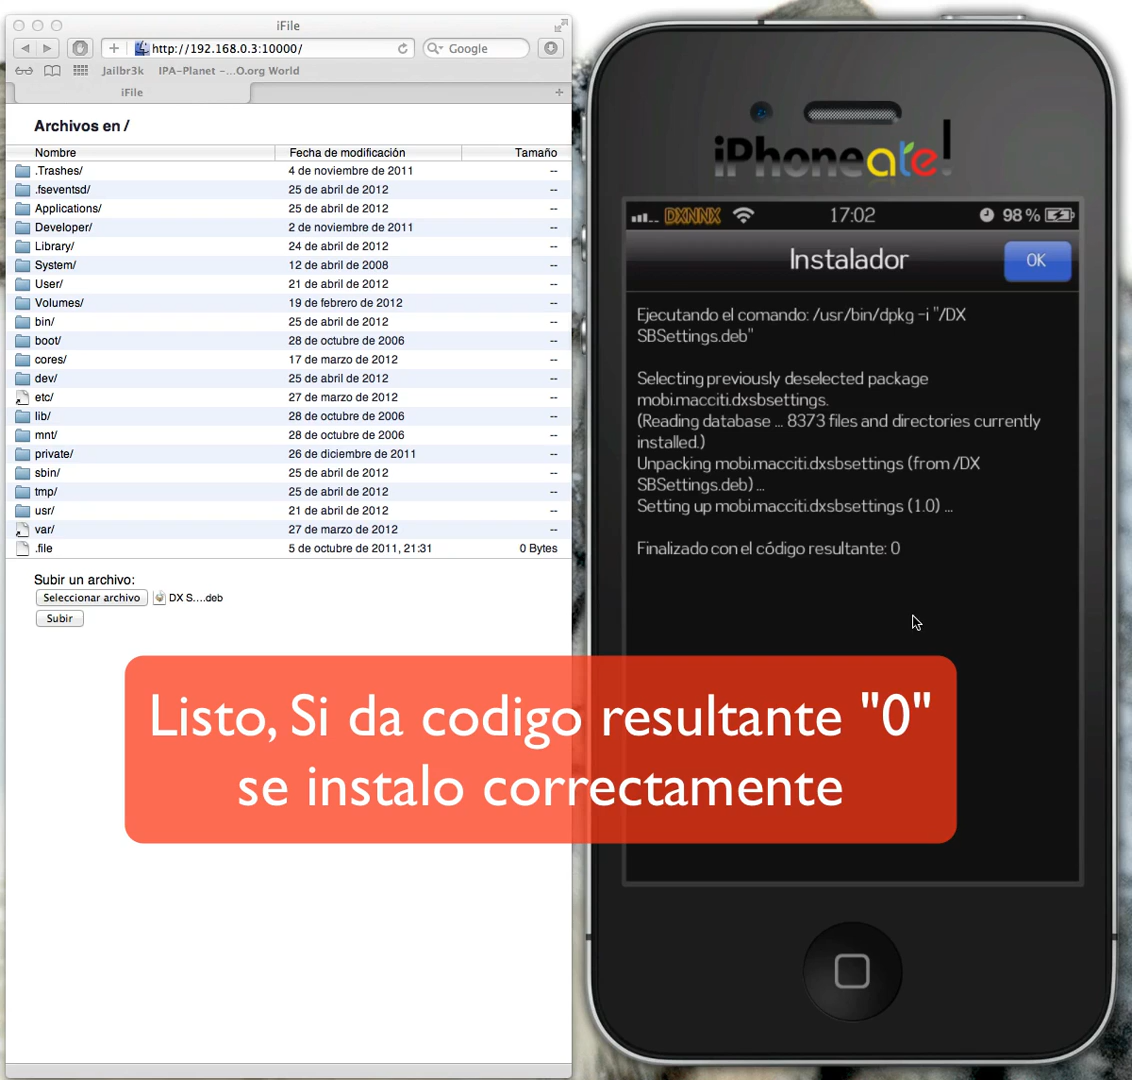 iFile
http://192.168.0.3:10000/
Google
Jailbr3k IPA-Planet -...O.org World
iFile
Archivos en /
Nombre Fecha de modificación Tamaño
.Trashes/ 4 de noviembre de 2011 --
.fseventsd/ 25 de abril de 2012 --
Applications/ 25 de abril de 2012 --
Developer/ 2 de noviembre de 2011 --
Library/ 24 de abril de 2012 --
System/ 12 de abril de 2008 --
User/ 21 de abril de 2012 --
Volumes/ 19 de febrero de 2012 --
bin/ 25 de abril de 2012 --
boot/ 28 de octubre de 2006 --
cores/ 17 de marzo de 2012 --
dev/ 25 de abril de 2012 --
etc/ 27 de marzo de 2012 --
lib/ 28 de octubre de 2006 --
mnt/ 28 de octubre de 2006 --
private/ 26 de diciembre de 2011 --
sbin/ 25 de abril de 2012 --
tmp/ 25 de abril de 2012 --
usr/ 21 de abril de 2012 --
var/ 27 de marzo de 2012 --
.file 5 de octubre de 2011, 21:31 0 Bytes
Subir un archivo:
Seleccionar archivo DX S....deb
Subir
iPhoneate!
DXNNX 17:02 98 %
Instalador OK
Ejecutando el comando: /usr/bin/dpkg -i "/DX
SBSettings.deb"
Selecting previously deselected package
mobi.macciti.dxsbsettings.
(Reading database ... 8373 files and directories currently
installed.)
Unpacking mobi.macciti.dxsbsettings (from /DX
SBSettings.deb) ...
Setting up mobi.macciti.dxsbsettings (1.0) ...
Finalizado con el código resultante: 0
Listo, Si da codigo resultante "0"
se instalo correctamente